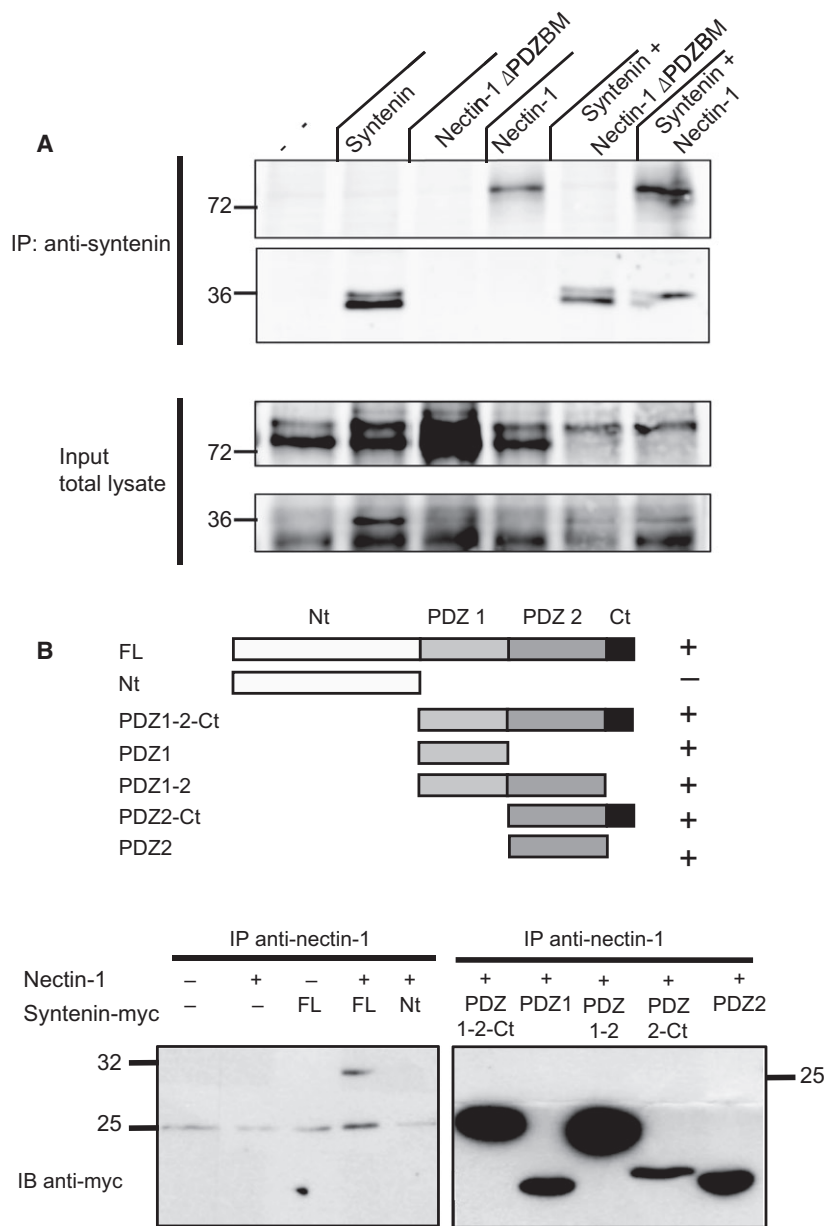 A
- -
Syntenin
Nectin-1 ΔPDZBM
Nectin-1
Syntenin +
Nectin-1 ΔPDZBM
Syntenin +
Nectin-1
IP: anti-syntenin
72
36
Input
total lysate
72
36
B
Nt PDZ 1 PDZ 2 Ct
FL +
Nt –
PDZ1-2-Ct +
PDZ1 +
PDZ1-2 +
PDZ2-Ct +
PDZ2 +
IP anti-nectin-1 IP anti-nectin-1
Nectin-1 – + – + + + + + + +
Syntenin-myc – – FL FL Nt PDZ PDZ1 PDZ PDZ PDZ2
1-2-Ct 1-2 2-Ct
32
25
25
IB anti-myc